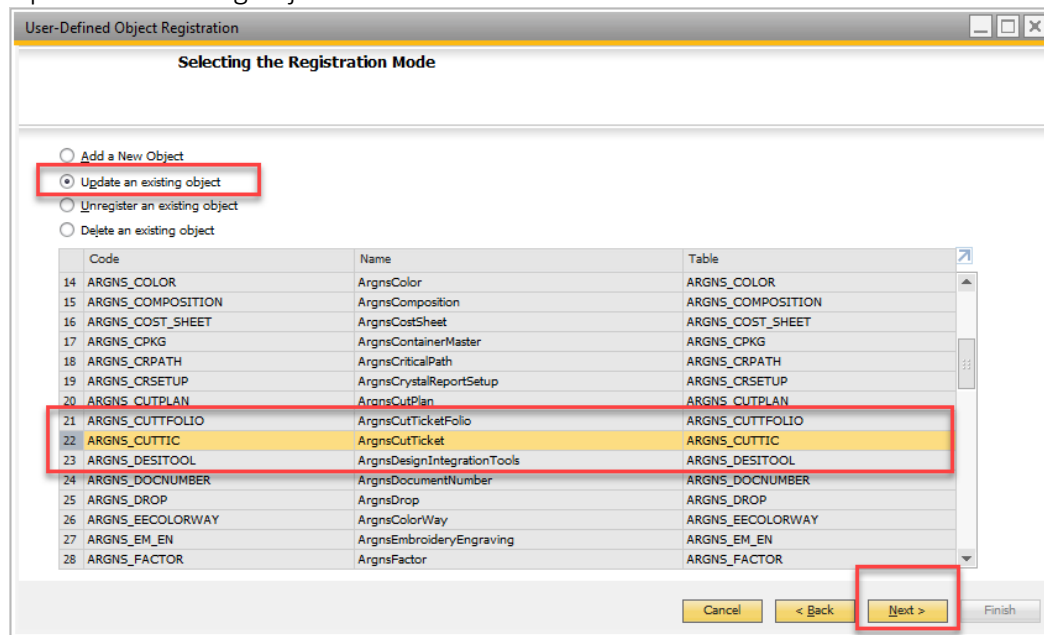 User-Defined Object Registration
Selecting the Registration Mode
Add a New Object
Update an existing object
Unregister an existing object
Delete an existing object
Code Name Table
14 ARGNS_COLOR ArgnsColor ARGNS_COLOR
15 ARGNS_COMPOSITION ArgnsComposition ARGNS_COMPOSITION
16 ARGNS_COST_SHEET ArgnsCostSheet ARGNS_COST_SHEET
17 ARGNS_CPKG ArgnsContainerMaster ARGNS_CPKG
18 ARGNS_CRPATH ArgnsCriticalPath ARGNS_CRPATH
19 ARGNS_CRSETUP ArgnsCrystalReportSetup ARGNS_CRSETUP
20 ARGNS_CUTPLAN ArgnsCutPlan ARGNS_CUTPLAN
21 ARGNS_CUTTFOLIO ArgnsCutTicketFolio ARGNS_CUTTFOLIO
22 ARGNS_CUTTIC ArgnsCutTicket ARGNS_CUTTIC
23 ARGNS_DESITOOL ArgnsDesignIntegrationTools ARGNS_DESITOOL
24 ARGNS_DOCNUMBER ArgnsDocumentNumber ARGNS_DOCNUMBER
25 ARGNS_DROP ArgnsDrop ARGNS_DROP
26 ARGNS_EECOLORWAY ArgnsColorWay ARGNS_EECOLORWAY
27 ARGNS_EM_EN ArgnsEmbroideryEngraving ARGNS_EM_EN
28 ARGNS_FACTOR ArgnsFactor ARGNS_FACTOR
Cancel < Back Next > Finish